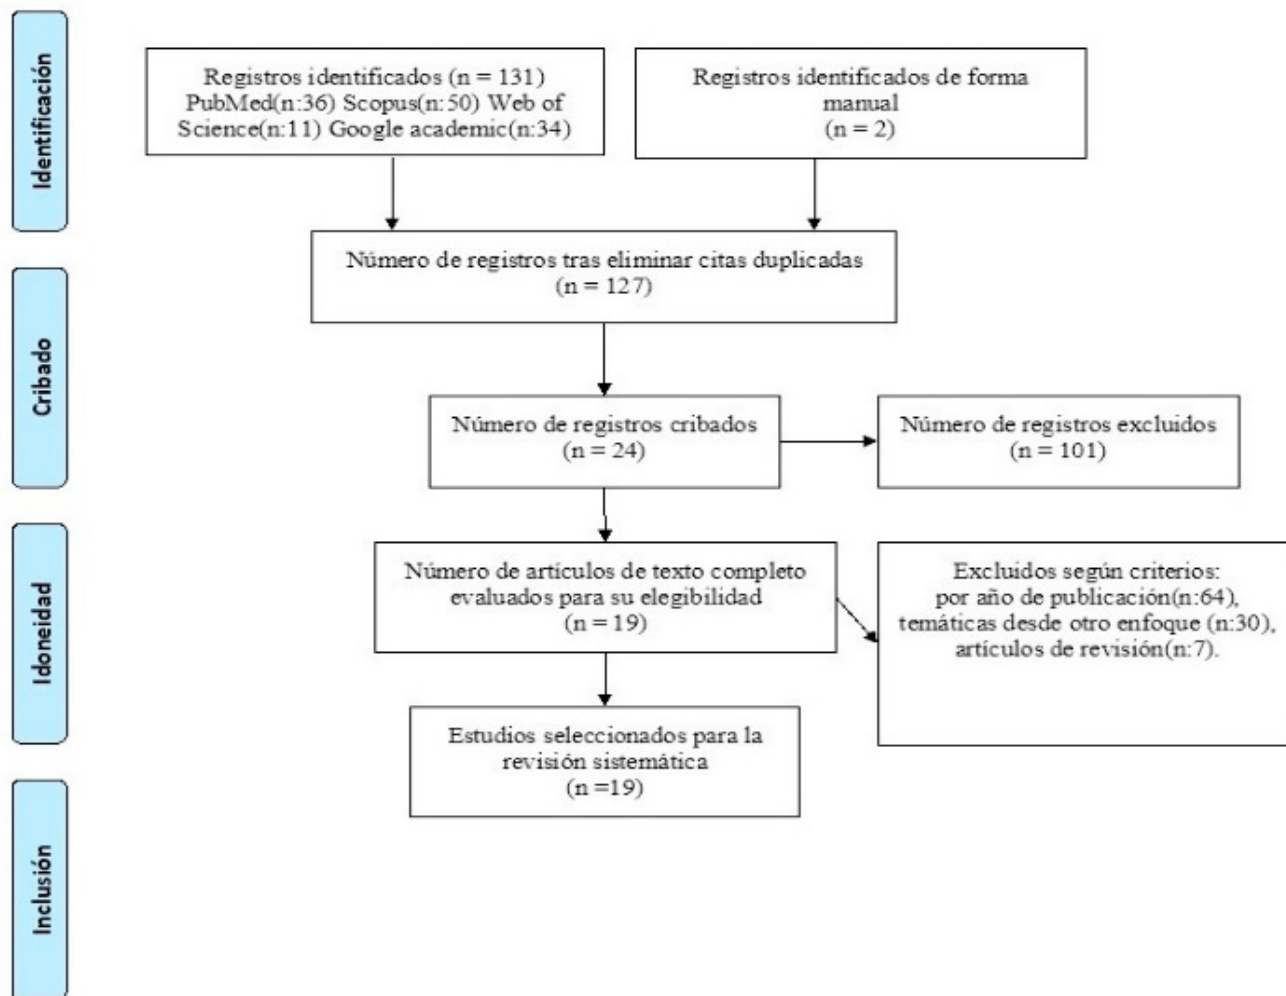 Identificación
Registros identificados (n = 131)
PubMed(n:36) Scopus(n:50) Web of
Science(n:11) Google academic(n:34)
Registros identificados de forma
manual
(n = 2)
Número de registros tras eliminar citas duplicadas
(n = 127)
Cribado
Número de registros cribados
(n = 24)
Número de registros excluidos
(n = 101)
Idoneidad
Número de artículos de texto completo
evaluados para su elegibilidad
(n = 19)
Excluidos según criterios:
por año de publicación(n:64),
temáticas desde otro enfoque (n:30),
artículos de revisión(n:7).
Estudios seleccionados para la
revisión sistemática
(n =19)
Inclusión